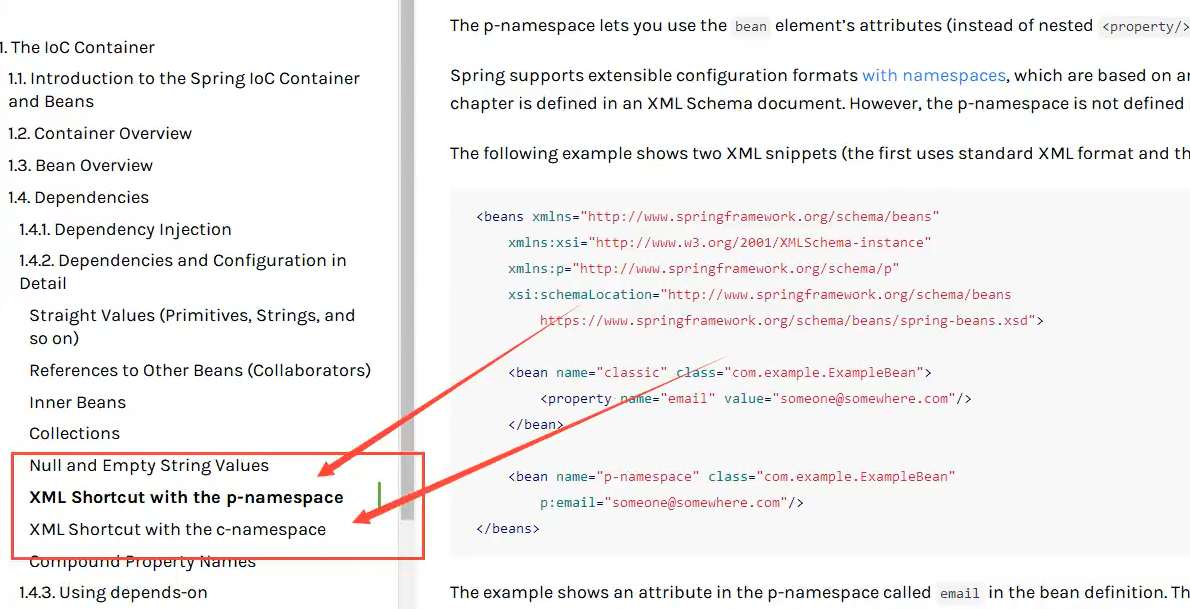 1. The IoC Container
1.1. Introduction to the Spring IoC Container
and Beans
1.2. Container Overview
1.3. Bean Overview
1.4. Dependencies
1.4.1. Dependency Injection
1.4.2. Dependencies and Configuration in
Detail
Straight Values (Primitives, Strings, and
so on)
References to Other Beans (Collaborators)
Inner Beans
Collections
Null and Empty String Values
XML Shortcut with the p-namespace
XML Shortcut with the c-namespace
Compound Property Names
1.4.3. Using depends-on
The p-namespace lets you use the bean element's attributes (instead of nested <property/>
Spring supports extensible configuration formats with namespaces, which are based on
chapter is defined in an XML Schema document. However, the p-namespace is not defined
The following example shows two XML snippets (the first uses standard XML format and
<beans xmlns="http://www.springframework.org/schema/beans"
xmlns:xsi="http://www.w3.org/2001/XMLSchema-instance"
xmlns:p="http://www.springframework.org/schema/p"
xsi:schemaLocation="http://www.springframework.org/schema/beans
https://www.springframework.org/schema/beans/spring-beans.xsd">
<bean name="classic" class="com.example.ExampleBean">
<property name="email" value="someone@somewhere.com"/>
</bean>
<bean name="p-namespace" class="com.example.ExampleBean"
p:email="someone@somewhere.com"/>
</beans>
The example shows an attribute in the p-namespace called email in the bean definition.